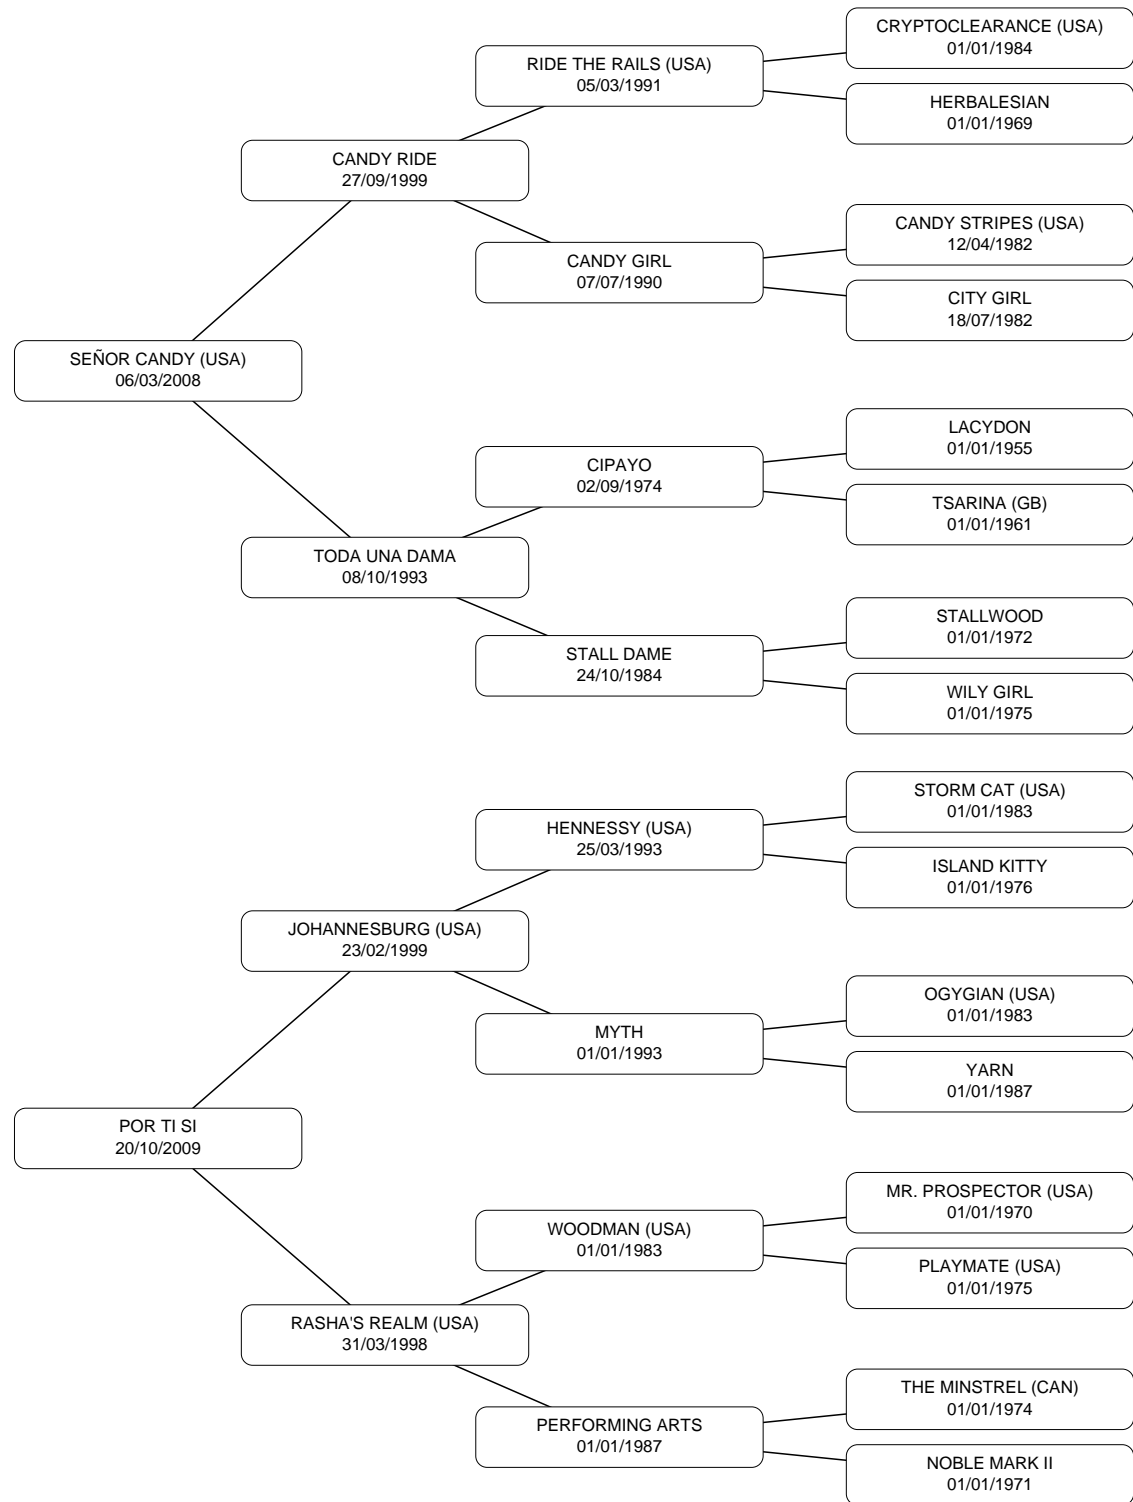 CRYPTOCLEARANCE (USA)
01/01/1984
RIDE THE RAILS (USA)
05/03/1991
HERBALESIAN
01/01/1969
CANDY RIDE
27/09/1999
CANDY STRIPES (USA)
12/04/1982
CANDY GIRL
07/07/1990
CITY GIRL
18/07/1982
SEÑOR CANDY (USA)
06/03/2008
LACYDON
01/01/1955
CIPAYO
02/09/1974
TSARINA (GB)
01/01/1961
TODA UNA DAMA
08/10/1993
STALLWOOD
01/01/1972
STALL DAME
24/10/1984
WILY GIRL
01/01/1975
STORM CAT (USA)
01/01/1983
HENNESSY (USA)
25/03/1993
ISLAND KITTY
01/01/1976
JOHANNESBURG (USA)
23/02/1999
OGYGIAN (USA)
01/01/1983
MYTH
01/01/1993
YARN
01/01/1987
POR TI SI
20/10/2009
MR. PROSPECTOR (USA)
01/01/1970
WOODMAN (USA)
01/01/1983
PLAYMATE (USA)
01/01/1975
RASHA'S REALM (USA)
31/03/1998
THE MINSTREL (CAN)
01/01/1974
PERFORMING ARTS
01/01/1987
NOBLE MARK II
01/01/1971